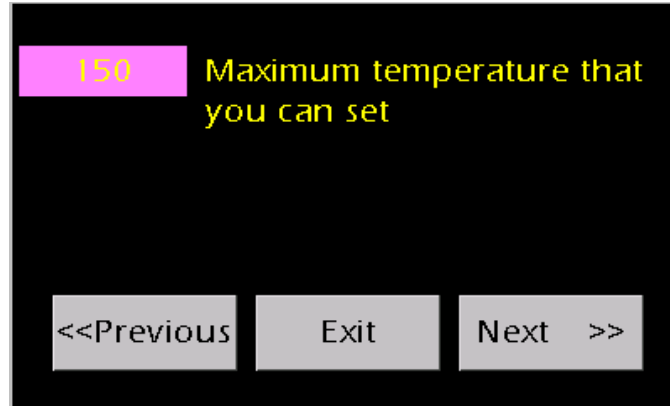 150
Maximum temperature that
you can set
<<Previous
Exit
Next >>